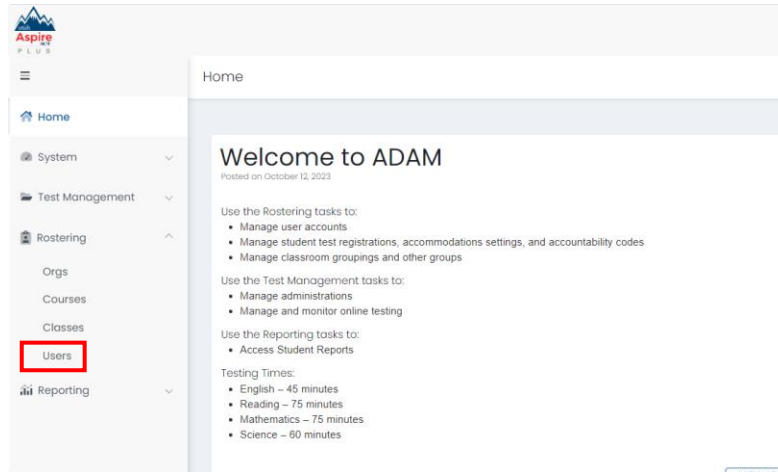 Utah
Aspire
PLUS
Home
Home
System
Test Management
Rostering
Orgs
Courses
Classes
Users
Reporting
Welcome to ADAM
Posted on October 12, 2023
Use the Rostering tasks to:
• Manage user accounts
• Manage student test registrations, accommodations settings, and accountability codes
• Manage classroom groupings and other groups
Use the Test Management tasks to:
• Manage administrations
• Manage and monitor online testing
Use the Reporting tasks to:
• Access Student Reports
Testing Times:
• English – 45 minutes
• Reading – 75 minutes
• Mathematics – 75 minutes
• Science – 60 minutes